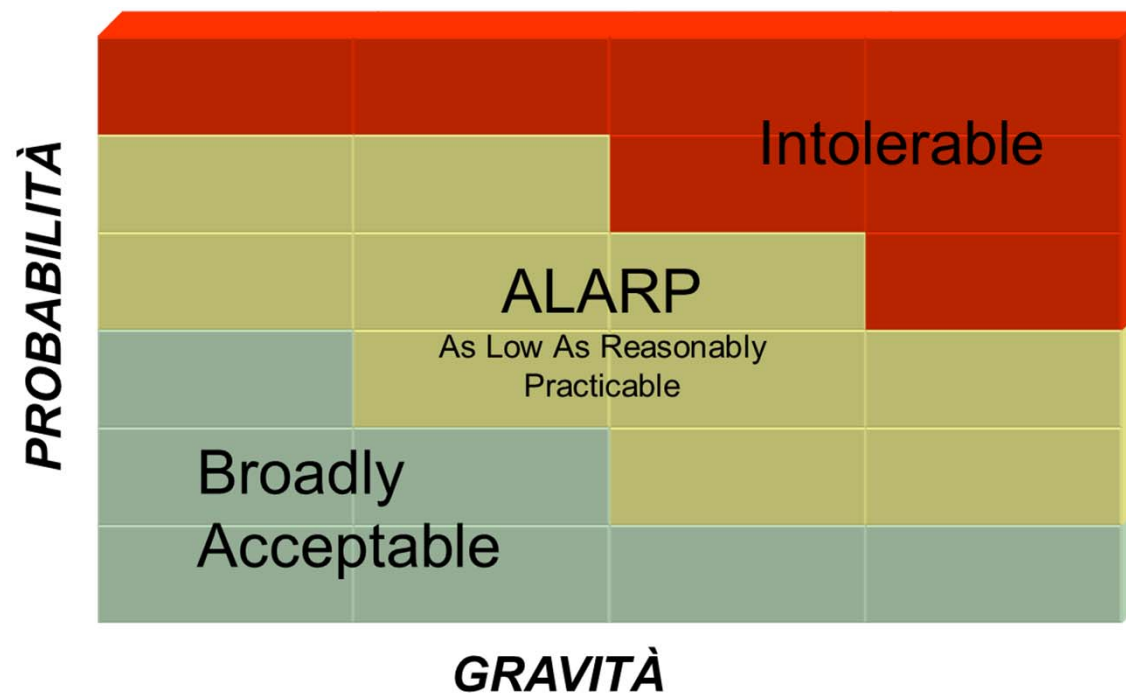 PROBABILITÀ
Intolerable
ALARP
As Low As Reasonably
Practicable
Broadly
Acceptable
GRAVITÀ